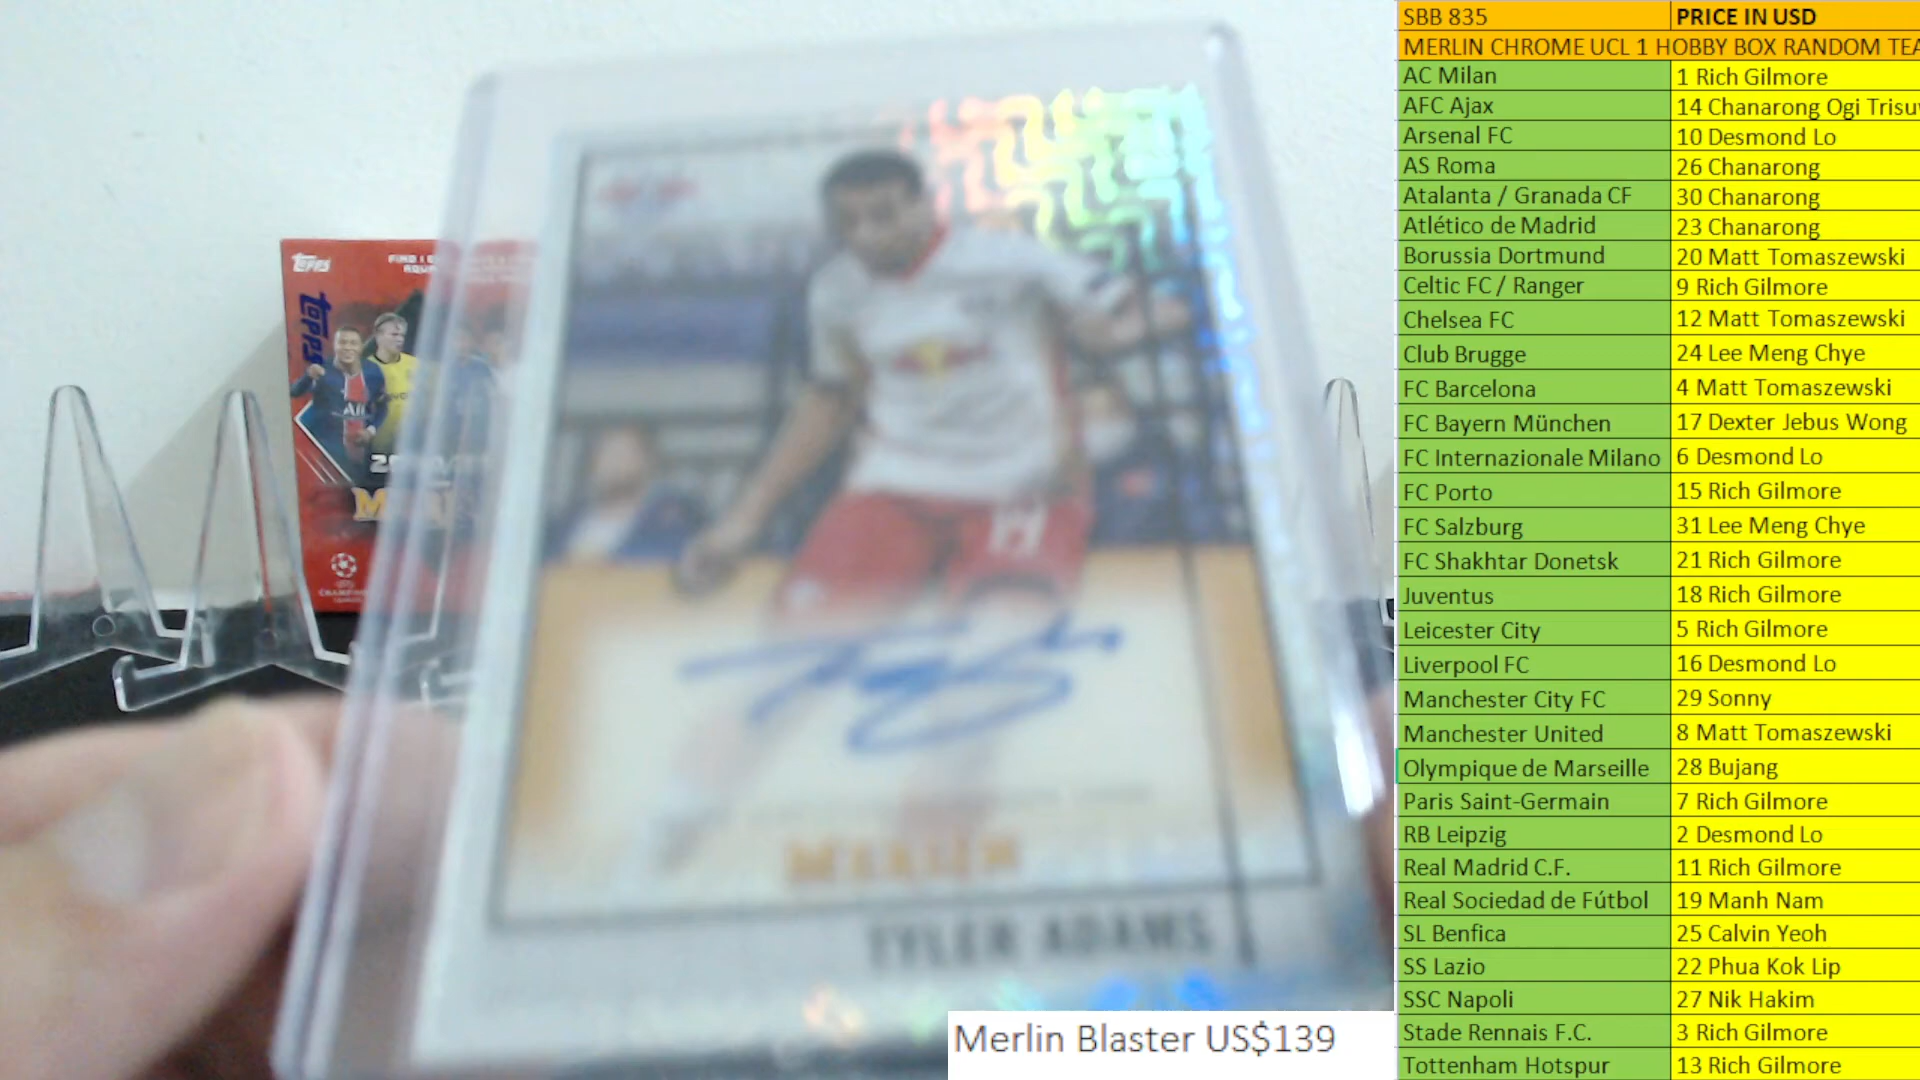 SBB 835 PRICE IN USD
MERLIN CHROME UCL 1 HOBBY BOX RANDOM TEA
AC Milan 1 Rich Gilmore
AFC Ajax 14 Chanarong Ogi Trisu
Arsenal FC 10 Desmond Lo
AS Roma 26 Chanarong
Atalanta / Granada CF 30 Chanarong
Atlético de Madrid 23 Chanarong
Borussia Dortmund 20 Matt Tomaszewski
Celtic FC / Ranger 9 Rich Gilmore
Chelsea FC 12 Matt Tomaszewski
Club Brugge 24 Lee Meng Chye
FC Barcelona 4 Matt Tomaszewski
FC Bayern München 17 Dexter Jebus Wong
FC Internazionale Milano 6 Desmond Lo
FC Porto 15 Rich Gilmore
FC Salzburg 31 Lee Meng Chye
FC Shakhtar Donetsk 21 Rich Gilmore
Juventus 18 Rich Gilmore
Leicester City 5 Rich Gilmore
Liverpool FC 16 Desmond Lo
Manchester City FC 29 Sonny
Manchester United 8 Matt Tomaszewski
Olympique de Marseille 28 Bujang
Paris Saint-Germain 7 Rich Gilmore
RB Leipzig 2 Desmond Lo
Real Madrid C.F. 11 Rich Gilmore
Real Sociedad de Fútbol 19 Manh Nam
SL Benfica 25 Calvin Yeoh
SS Lazio 22 Phua Kok Lip
SSC Napoli 27 Nik Hakim
Stade Rennais F.C. 3 Rich Gilmore
Tottenham Hotspur 13 Rich Gilmore
Topps
FIND 1
TOPPS
14
MERLIN
TYLER ADAMS
Merlin Blaster US$139